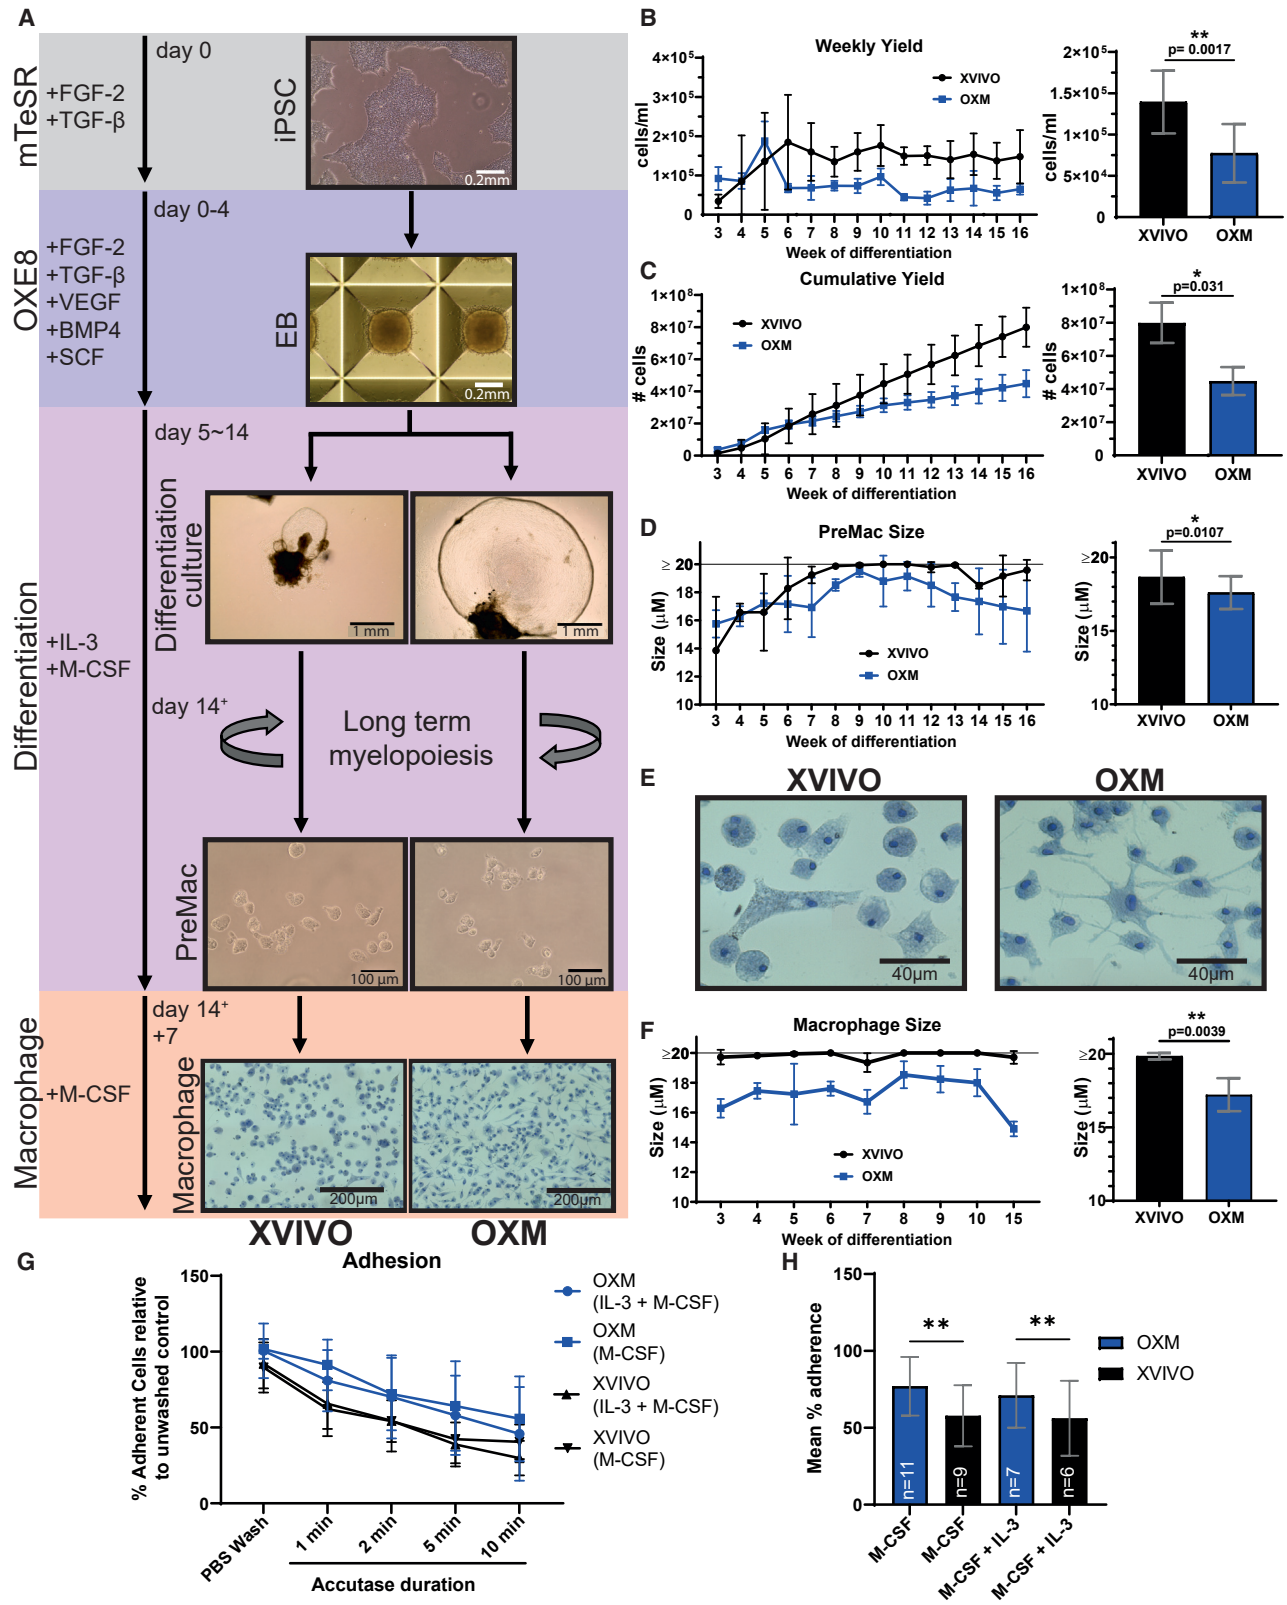 A
mTeSR
day 0
+FGF-2
+TGF-β
iPSC
0.2mm
OXE8
day 0-4
+FGF-2
+TGF-β
+VEGF
+BMP4
+SCF
EB
0.2mm
Differentiation
day 5~14
+IL-3
+M-CSF
Differentiation
culture
1 mm
1 mm
day 14+
Long term
myelopoiesis
PreMac
100 µm
100 µm
Macrophage
day 14+
+7
+M-CSF
Macrophage
200µm
200µm
XVIVO
OXM
B
Weekly Yield
cells/ml
4×10⁵
3×10⁵
2×10⁵
1×10⁵
0
XVIVO
OXM
3 4 5 6 7 8 9 10 11 12 13 14 15 16
Week of differentiation
**
p= 0.0017
cells/ml
2×10⁵
1.5×10⁵
1×10⁵
5×10⁴
0
XVIVO OXM
C
Cumulative Yield
# cells
1×10⁸
8×10⁷
6×10⁷
4×10⁷
2×10⁷
0
XVIVO
OXM
3 4 5 6 7 8 9 10 11 12 13 14 15 16
Week of differentiation
*
p=0.031
# cells
1×10⁸
8×10⁷
6×10⁷
4×10⁷
2×10⁷
0
XVIVO OXM
D
PreMac Size
Size (µM)
≥ 20
18
16
14
12
10
XVIVO
OXM
3 4 5 6 7 8 9 10 11 12 13 14 15 16
Week of differentiation
*
p=0.0107
Size (µM)
≥20
15
10
XVIVO OXM
E
XVIVO
OXM
40µm
40µm
F
Macrophage Size
Size (µM)
≥20
18
16
14
12
10
XVIVO
OXM
3 4 5 6 7 8 9 10 15
Week of differentiation
**
p=0.0039
Size (µM)
≥20
15
10
XVIVO OXM
G
Adhesion
% Adherent Cells relative
to unwashed control
150
100
50
0
PBS Wash
1 min
2 min
5 min
10 min
Accutase duration
OXM
(IL-3 + M-CSF)
OXM
(M-CSF)
XVIVO
(IL-3 + M-CSF)
XVIVO
(M-CSF)
H
Mean % adherence
150
100
50
0
**
**
n=11
n=9
n=7
n=6
M-CSF
M-CSF
M-CSF + IL-3
M-CSF + IL-3
OXM
XVIVO